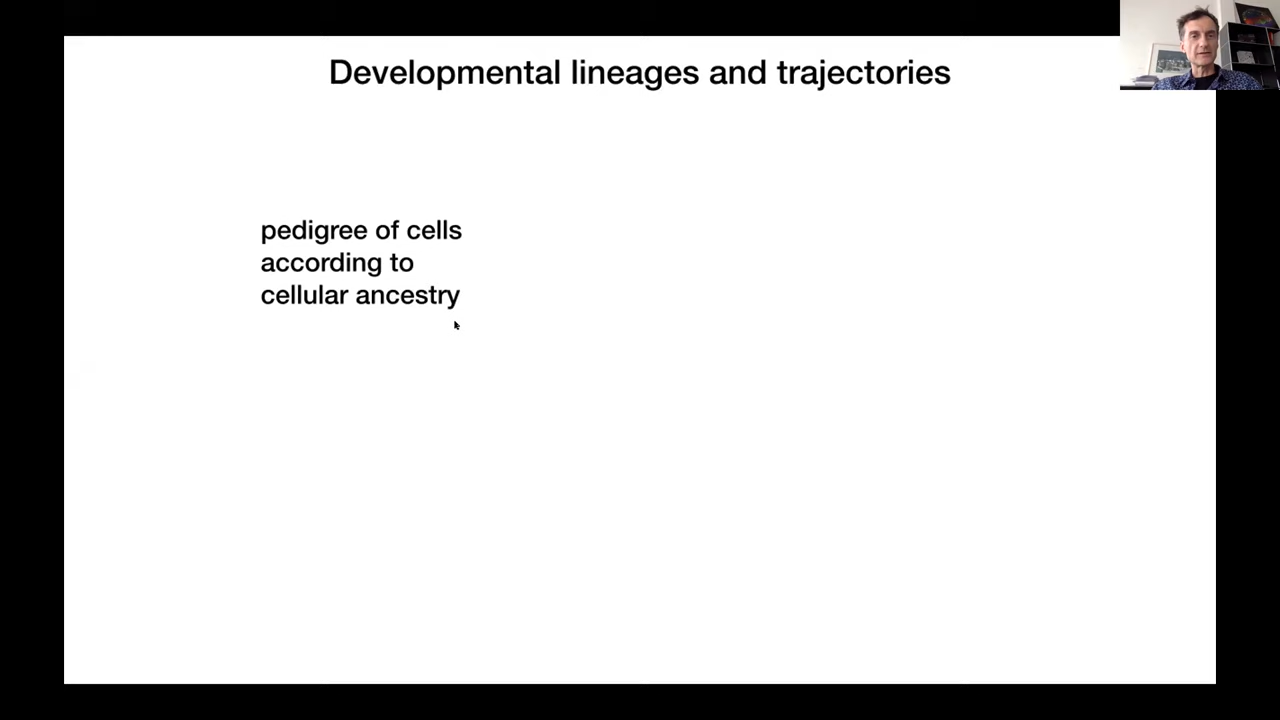 Developmental lineages and trajectories
pedigree of cells
according to
cellular ancestry